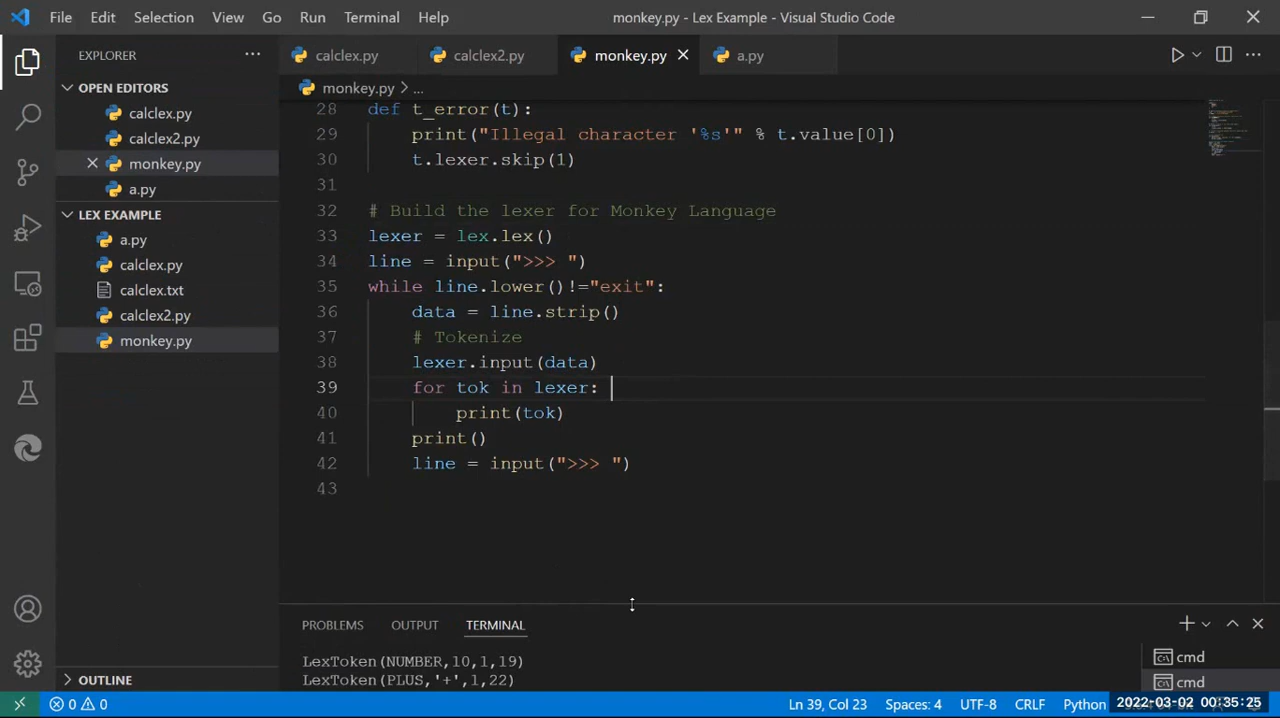 File Edit Selection View Go Run Terminal Help monkey.py - Lex Example - Visual Studio Code
EXPLORER
OPEN EDITORS
calclex.py
calclex2.py
monkey.py
a.py
LEX EXAMPLE
a.py
calclex.py
calclex.txt
calclex2.py
monkey.py
OUTLINE
calclex.py calclex2.py monkey.py a.py
monkey.py > ...
28 def t_error(t):
29 print("Illegal character '%s'" % t.value[0])
30 t.lexer.skip(1)
31
32 # Build the lexer for Monkey Language
33 lexer = lex.lex()
34 line = input(">>> ")
35 while line.lower()!="exit":
36 data = line.strip()
37 # Tokenize
38 lexer.input(data)
39 for tok in lexer:
40 print(tok)
41 print()
42 line = input(">>> ")
43
PROBLEMS OUTPUT TERMINAL
LexToken(NUMBER,10,1,19)
LexToken(PLUS,'+',1,22)
cmd
cmd
0 0 Ln 39, Col 23 Spaces: 4 UTF-8 CRLF Python 2022-03-02 00:35:25